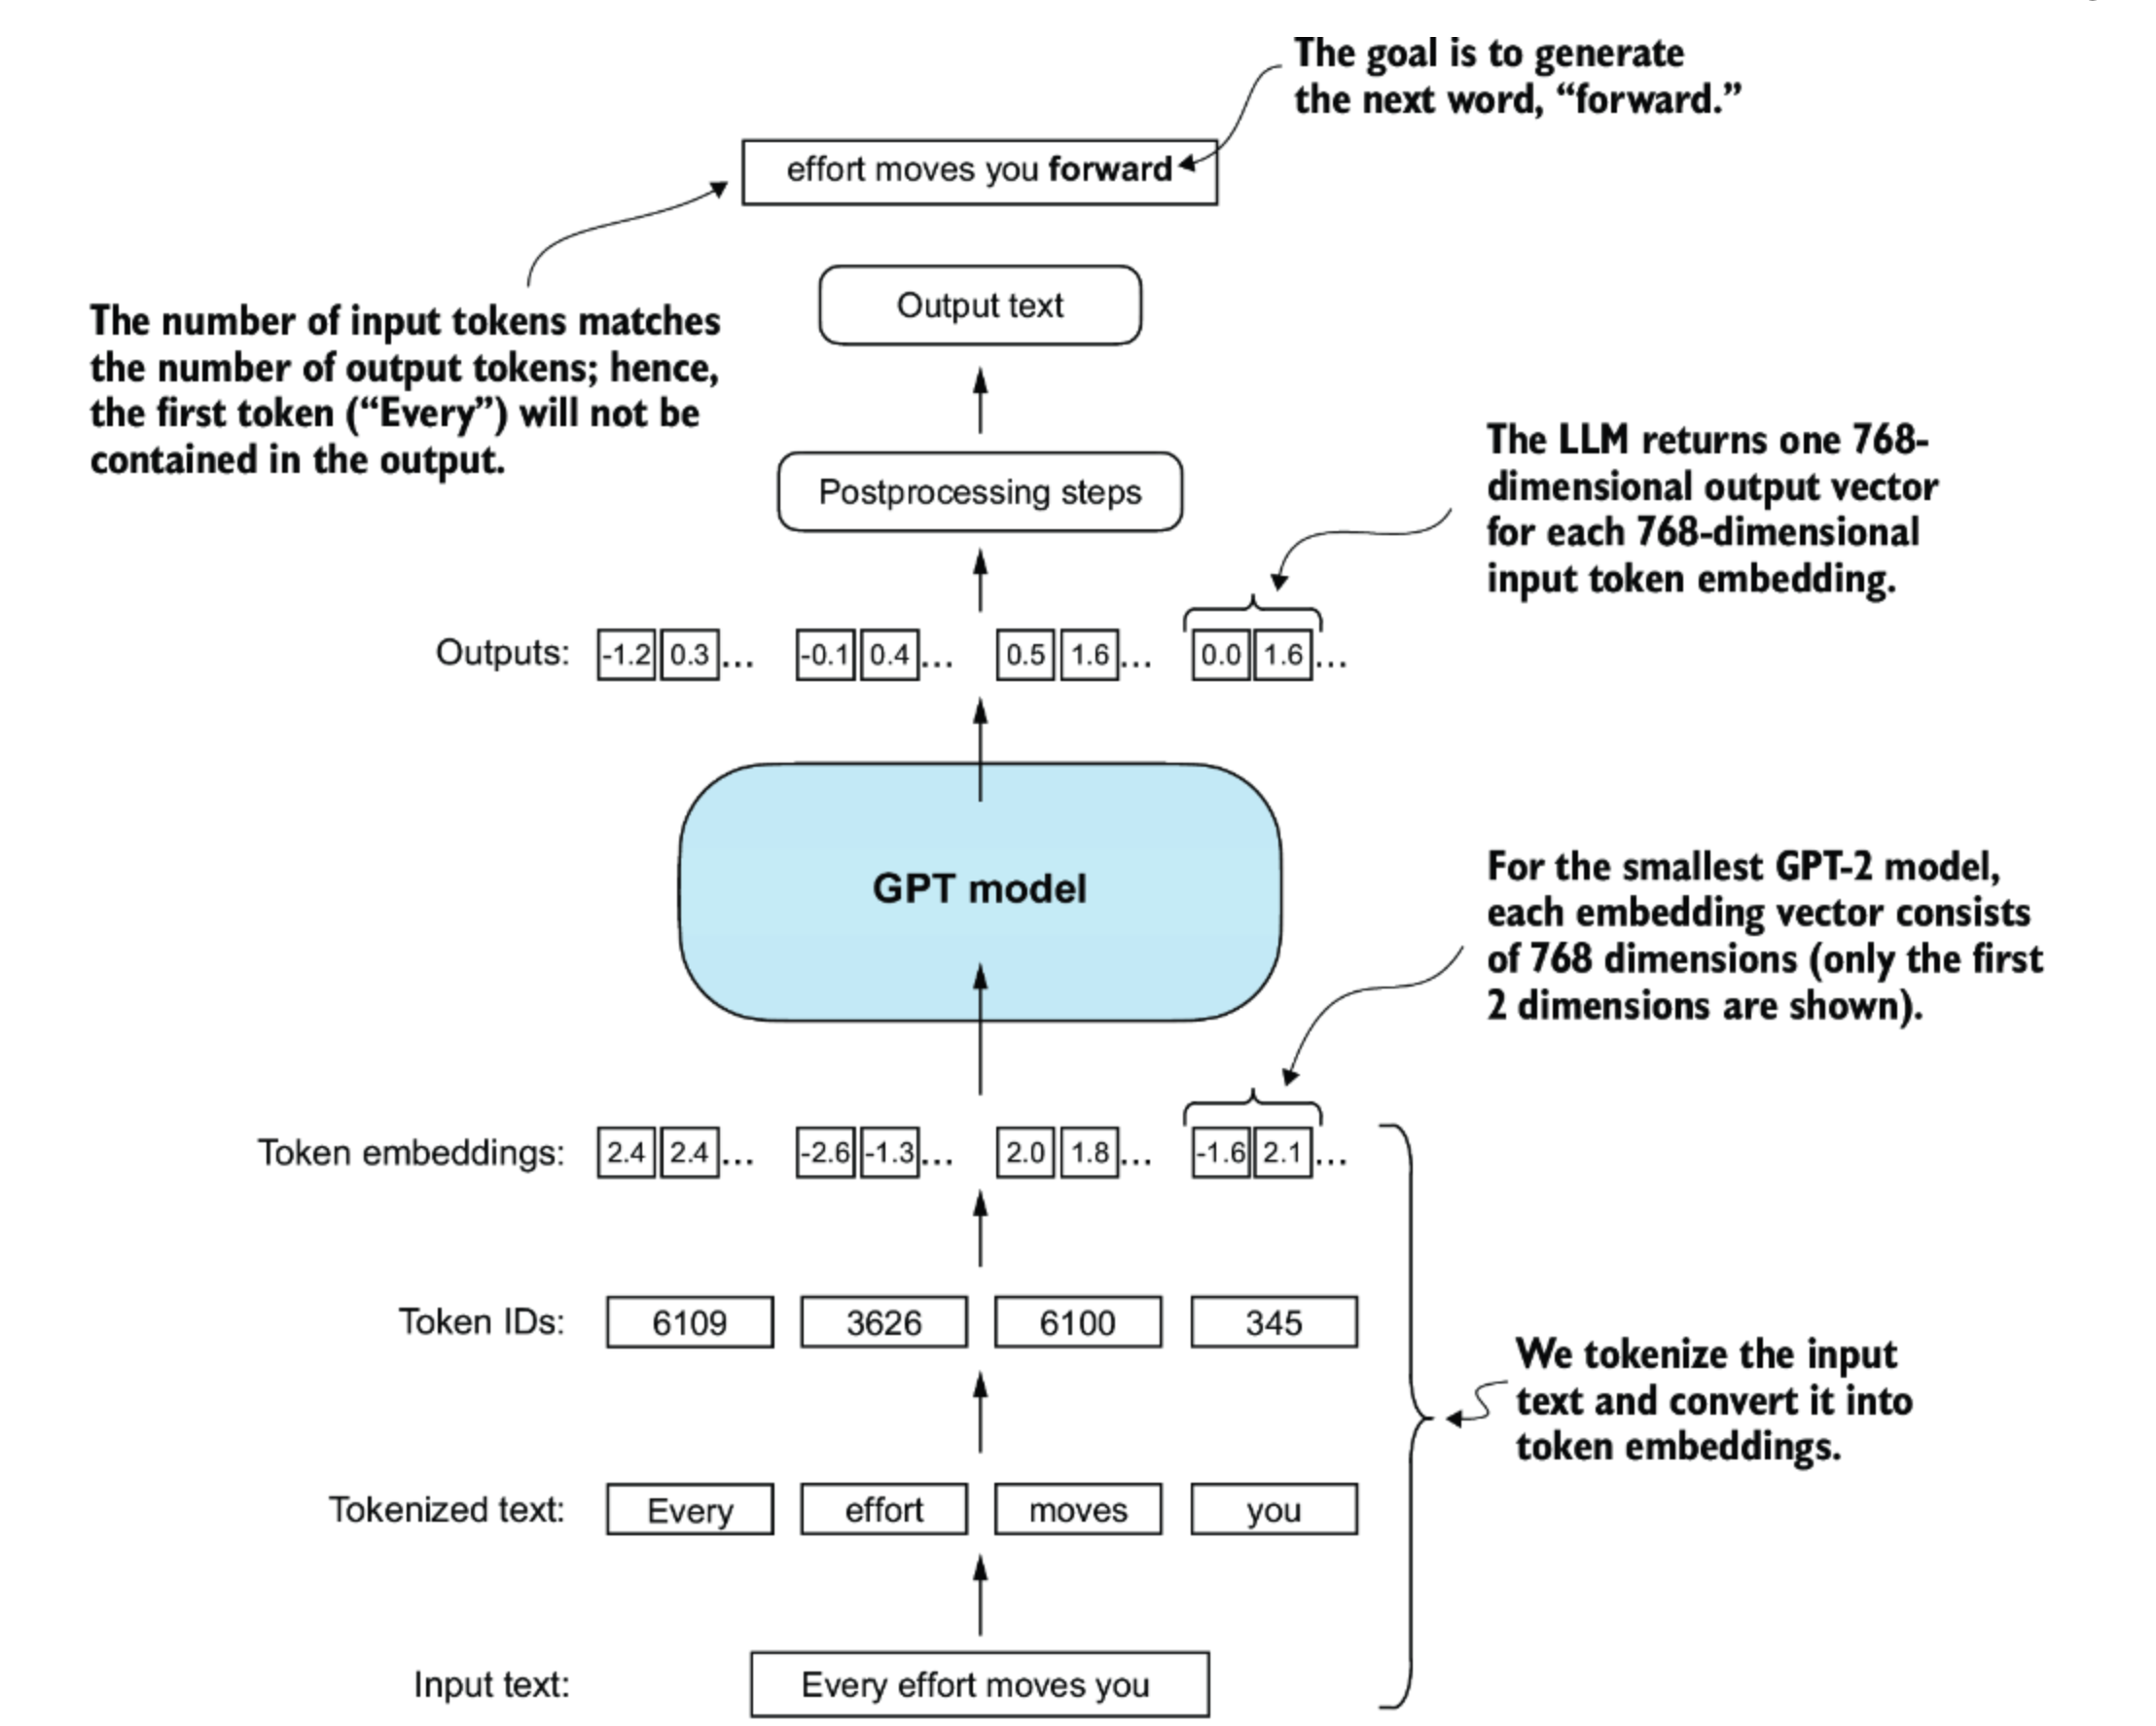 The goal is to generate
the next word, “forward.”
effort moves you forward
The number of input tokens matches
the number of output tokens; hence,
the first token (“Every”) will not be
contained in the output.
Output text
Postprocessing steps
The LLM returns one 768-
dimensional output vector
for each 768-dimensional
input token embedding.
Outputs: -1.2 0.3 ... -0.1 0.4 ... 0.5 1.6 ... 0.0 1.6 ...
GPT model
For the smallest GPT-2 model,
each embedding vector consists
of 768 dimensions (only the first
2 dimensions are shown).
Token embeddings: 2.4 2.4 ... -2.6 -1.3 ... 2.0 1.8 ... -1.6 2.1 ...
Token IDs: 6109 3626 6100 345
We tokenize the input
text and convert it into
token embeddings.
Tokenized text: Every effort moves you
Input text: Every effort moves you